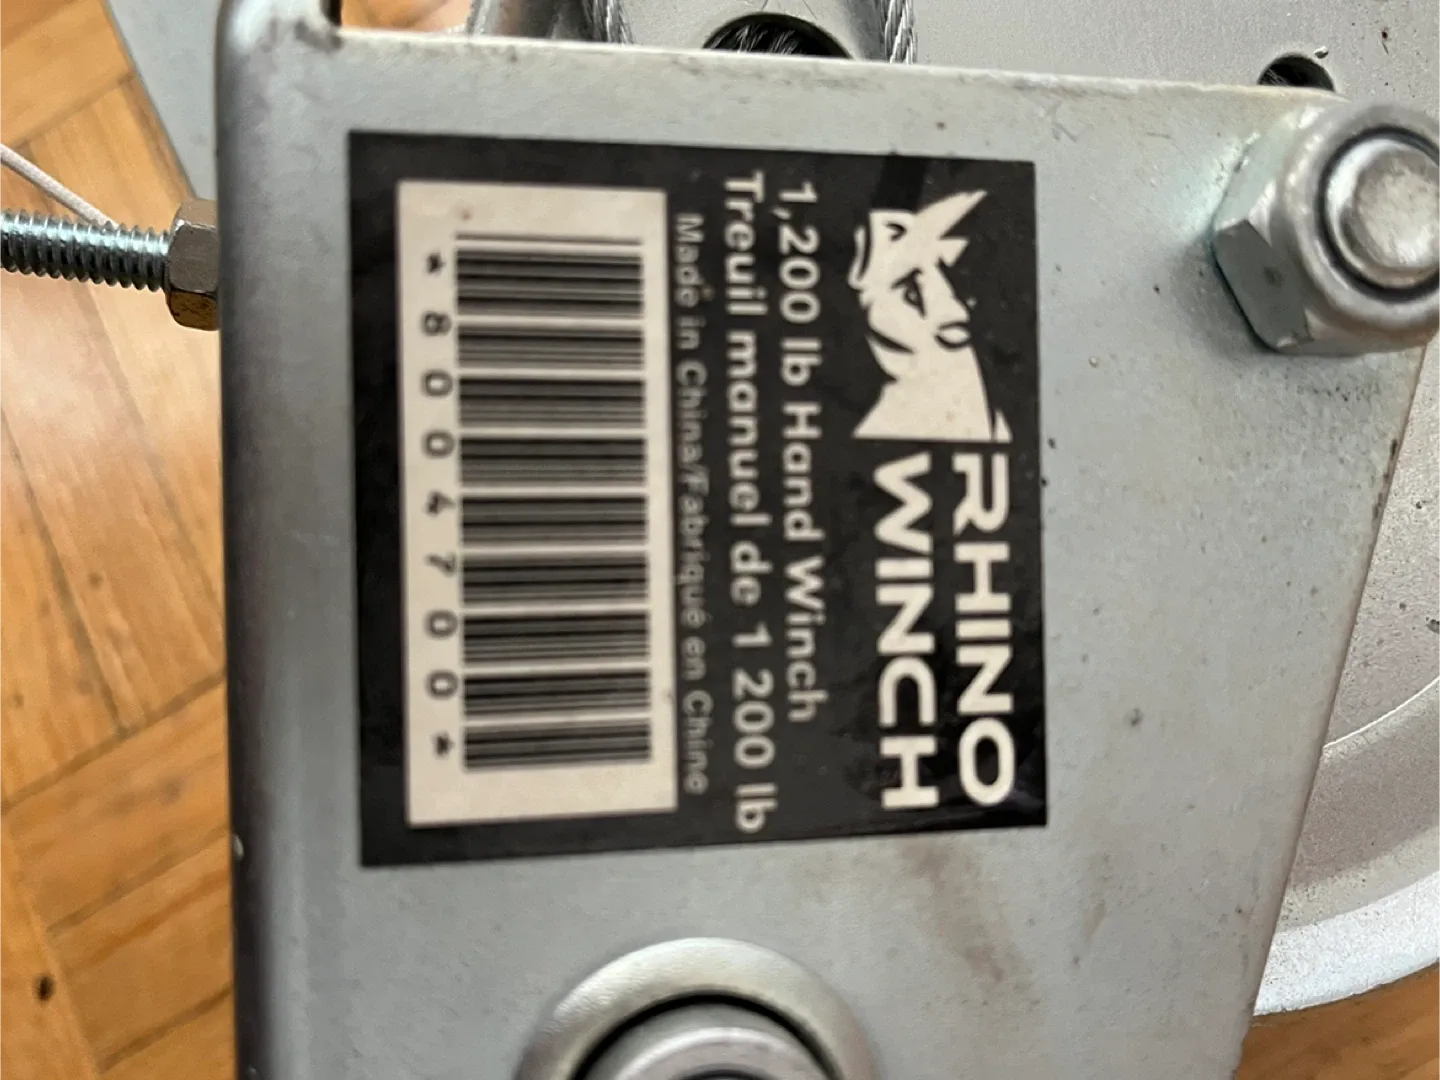 RHINO
WINCH
1,200 lb Hand Winch
Treuil manuel de 1 200 lb
Made in China/Fabriqué en Chine
*8004700*